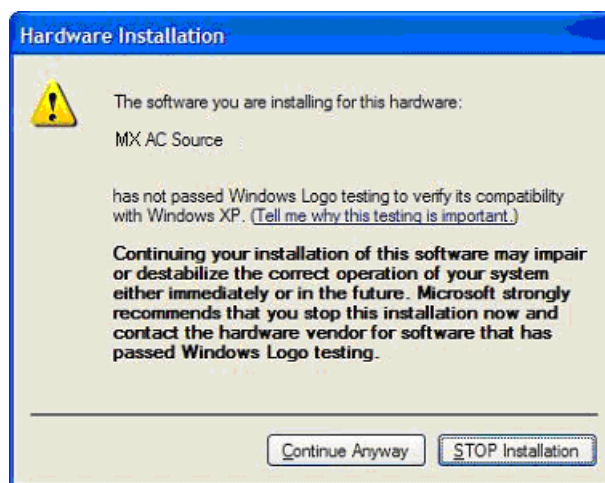 Hardware Installation
The software you are installing for this hardware:
MX AC Source
has not passed Windows Logo testing to verify its compatibility
with Windows XP. (Tell me why this testing is important.)
Continuing your installation of this software may impair
or destabilize the correct operation of your system
either immediately or in the future. Microsoft strongly
recommends that you stop this installation now and
contact the hardware vendor for software that has
passed Windows Logo testing.
Continue Anyway
STOP Installation